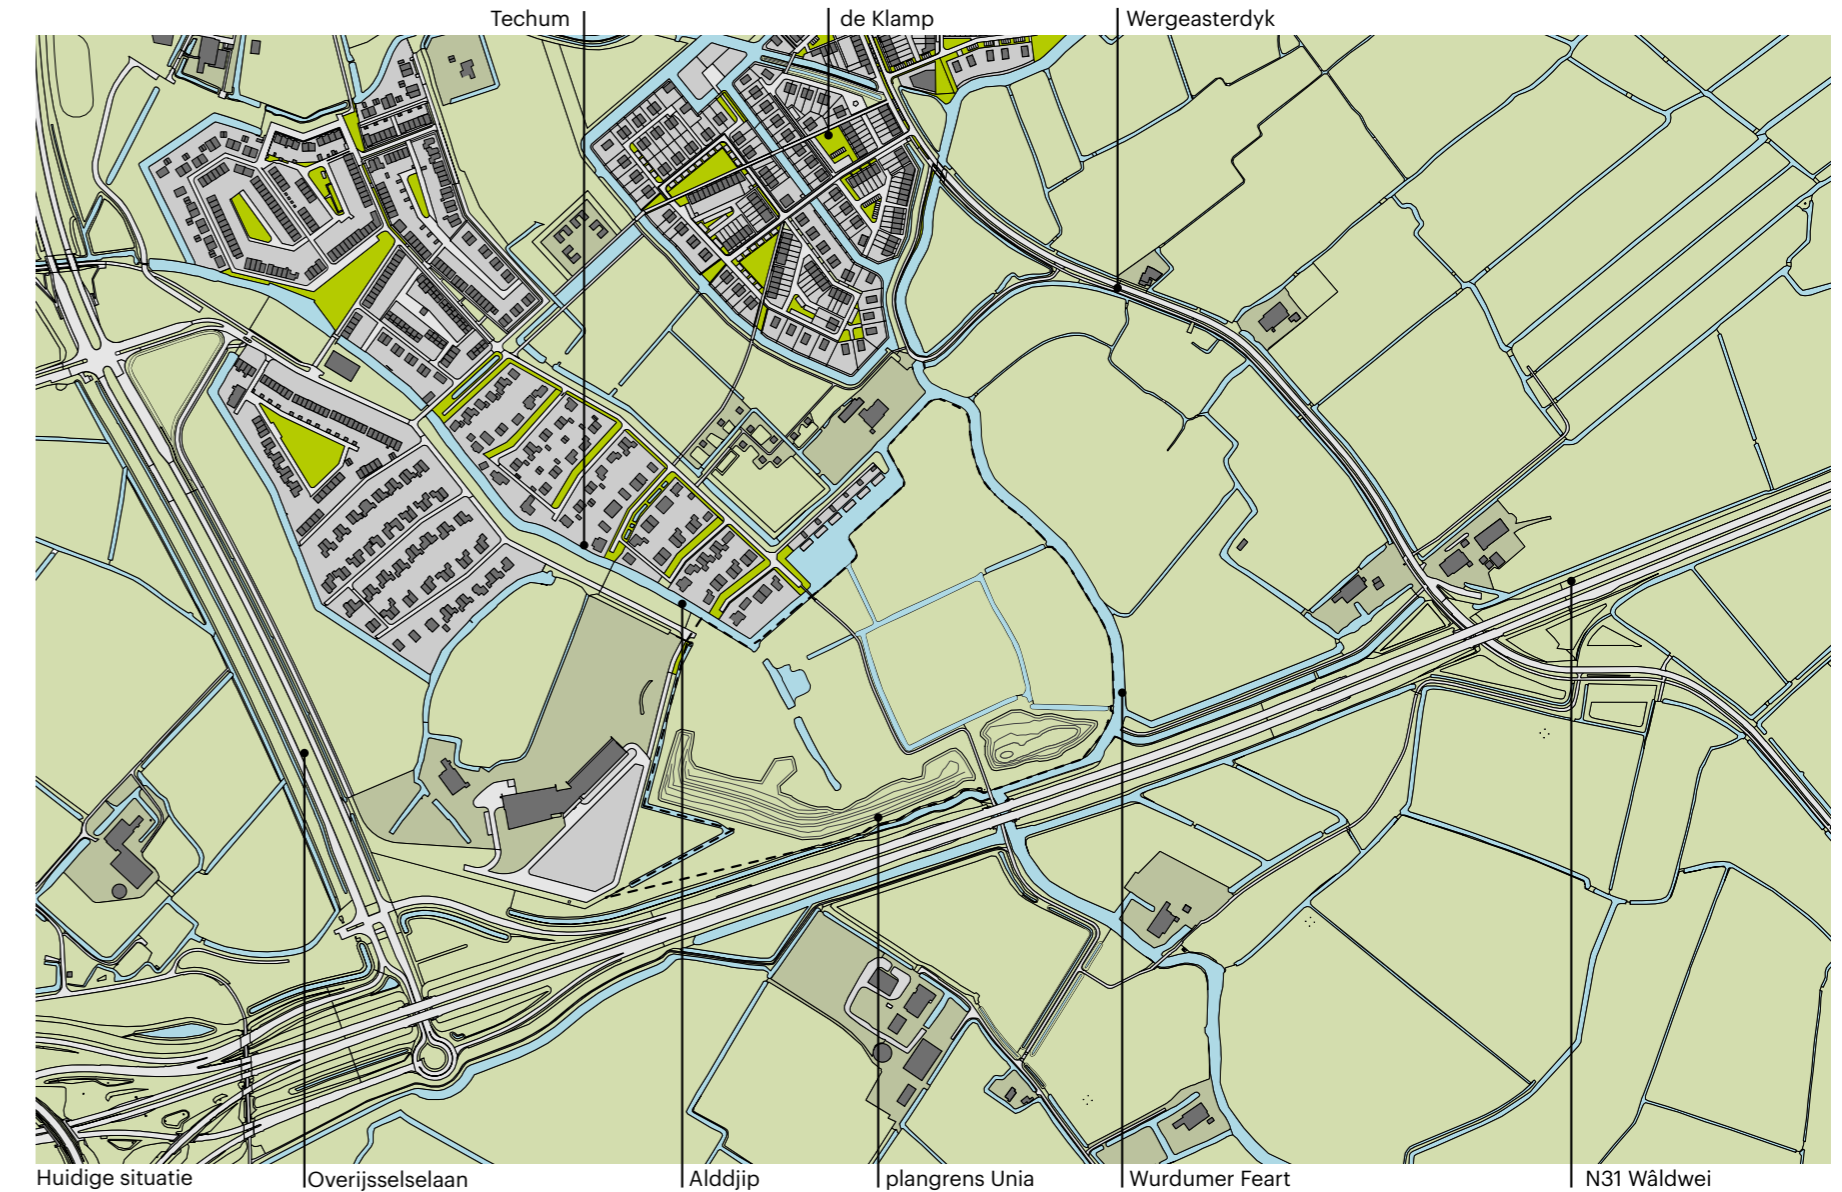 Techum
de Klamp
Wergeasterdyk
Huidige situatie
Overijsselselaan
Alddjip
plangrens Unia
Wurdumer Feart
N31 Wâldwei